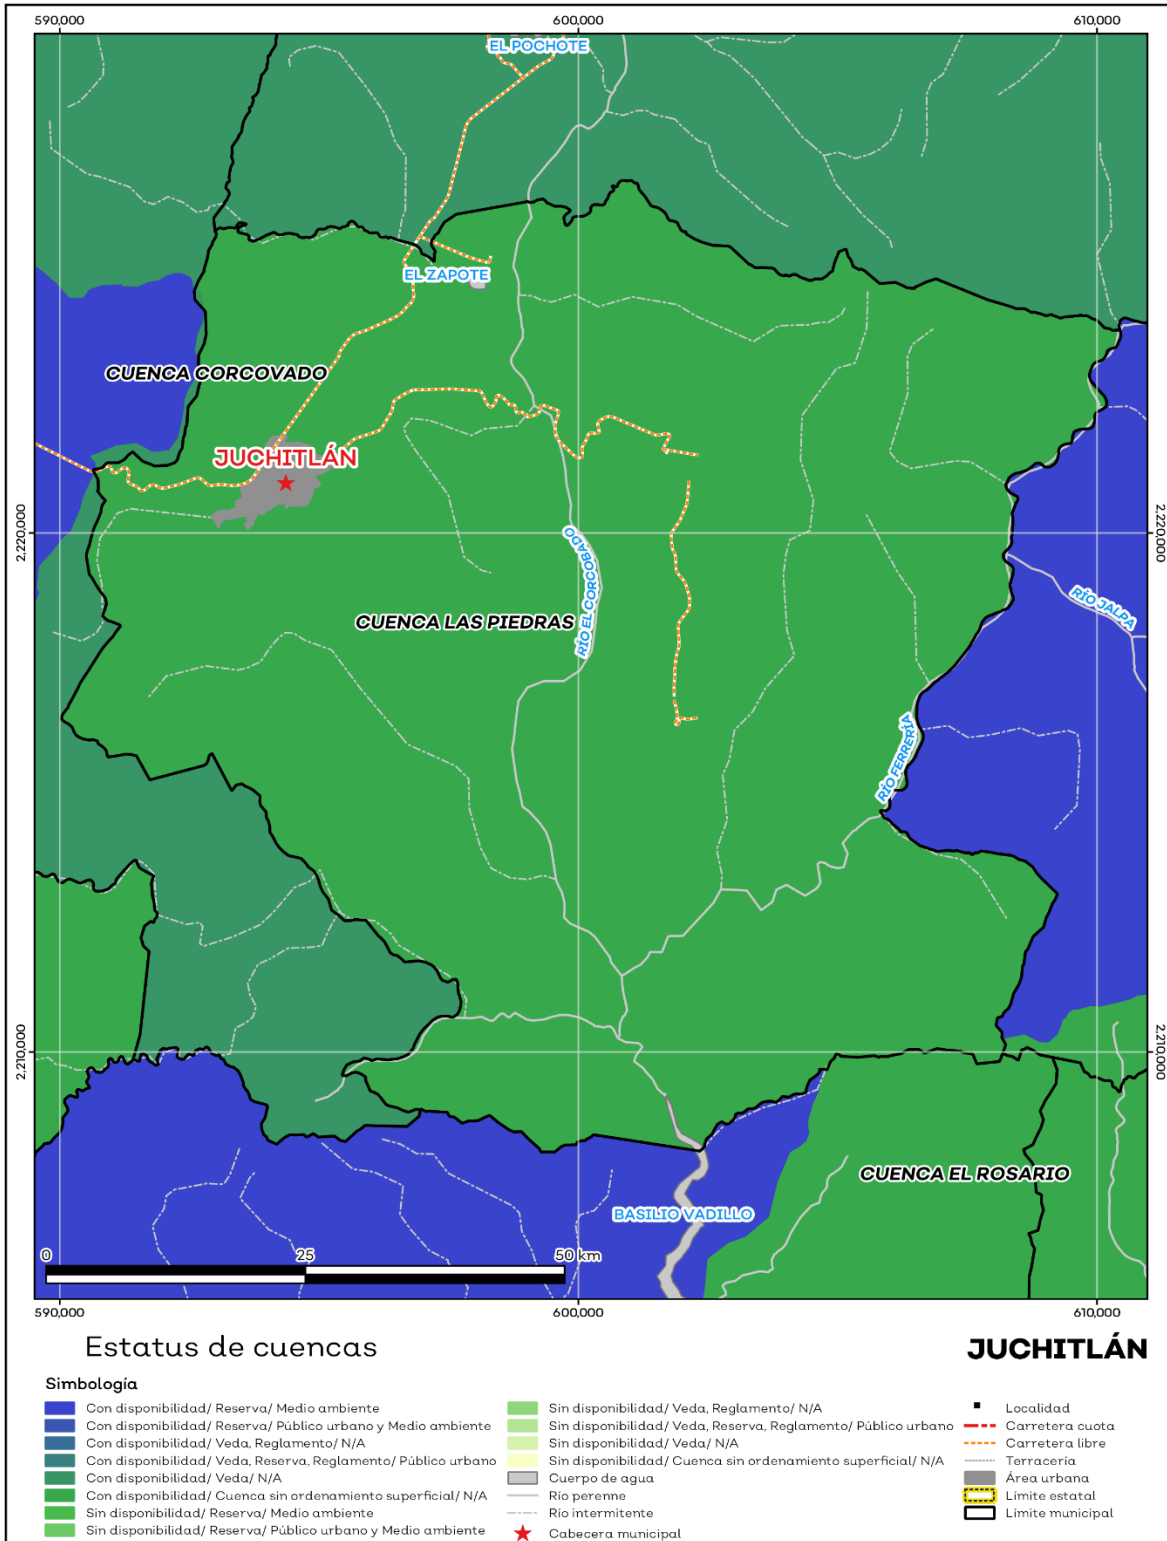 590,000
600,000
610,000
EL POCHOTE
EL ZAPOTE
CUENCA CORCOVADO
JUCHITLÁN
2,220,000
2,220,000
RÍO EL CORCOBADO
RÍO JALPA
CUENCA LAS PIEDRAS
RÍO FERRERÍA
2,210,000
2,210,000
CUENCA EL ROSARIO
BASILIO VADILLO
0
25
50 km
590,000
600,000
610,000
Estatus de cuencas
JUCHITLÁN
Simbología
Con disponibilidad/ Reserva/ Medio ambiente
Con disponibilidad/ Reserva/ Público urbano y Medio ambiente
Con disponibilidad/ Veda, Reglamento/ N/A
Con disponibilidad/ Veda, Reserva, Reglamento/ Público urbano
Con disponibilidad/ Veda/ N/A
Con disponibilidad/ Cuenca sin ordenamiento superficial/ N/A
Sin disponibilidad/ Reserva/ Medio ambiente
Sin disponibilidad/ Reserva/ Público urbano y Medio ambiente
Sin disponibilidad/ Veda, Reglamento/ N/A
Sin disponibilidad/ Veda, Reserva, Reglamento/ Público urbano
Sin disponibilidad/ Veda/ N/A
Sin disponibilidad/ Cuenca sin ordenamiento superficial/ N/A
Cuerpo de agua
Río perenne
Río intermitente
Cabecera municipal
Localidad
Carretera cuota
Carretera libre
Terracería
Área urbana
Límite estatal
Límite municipal